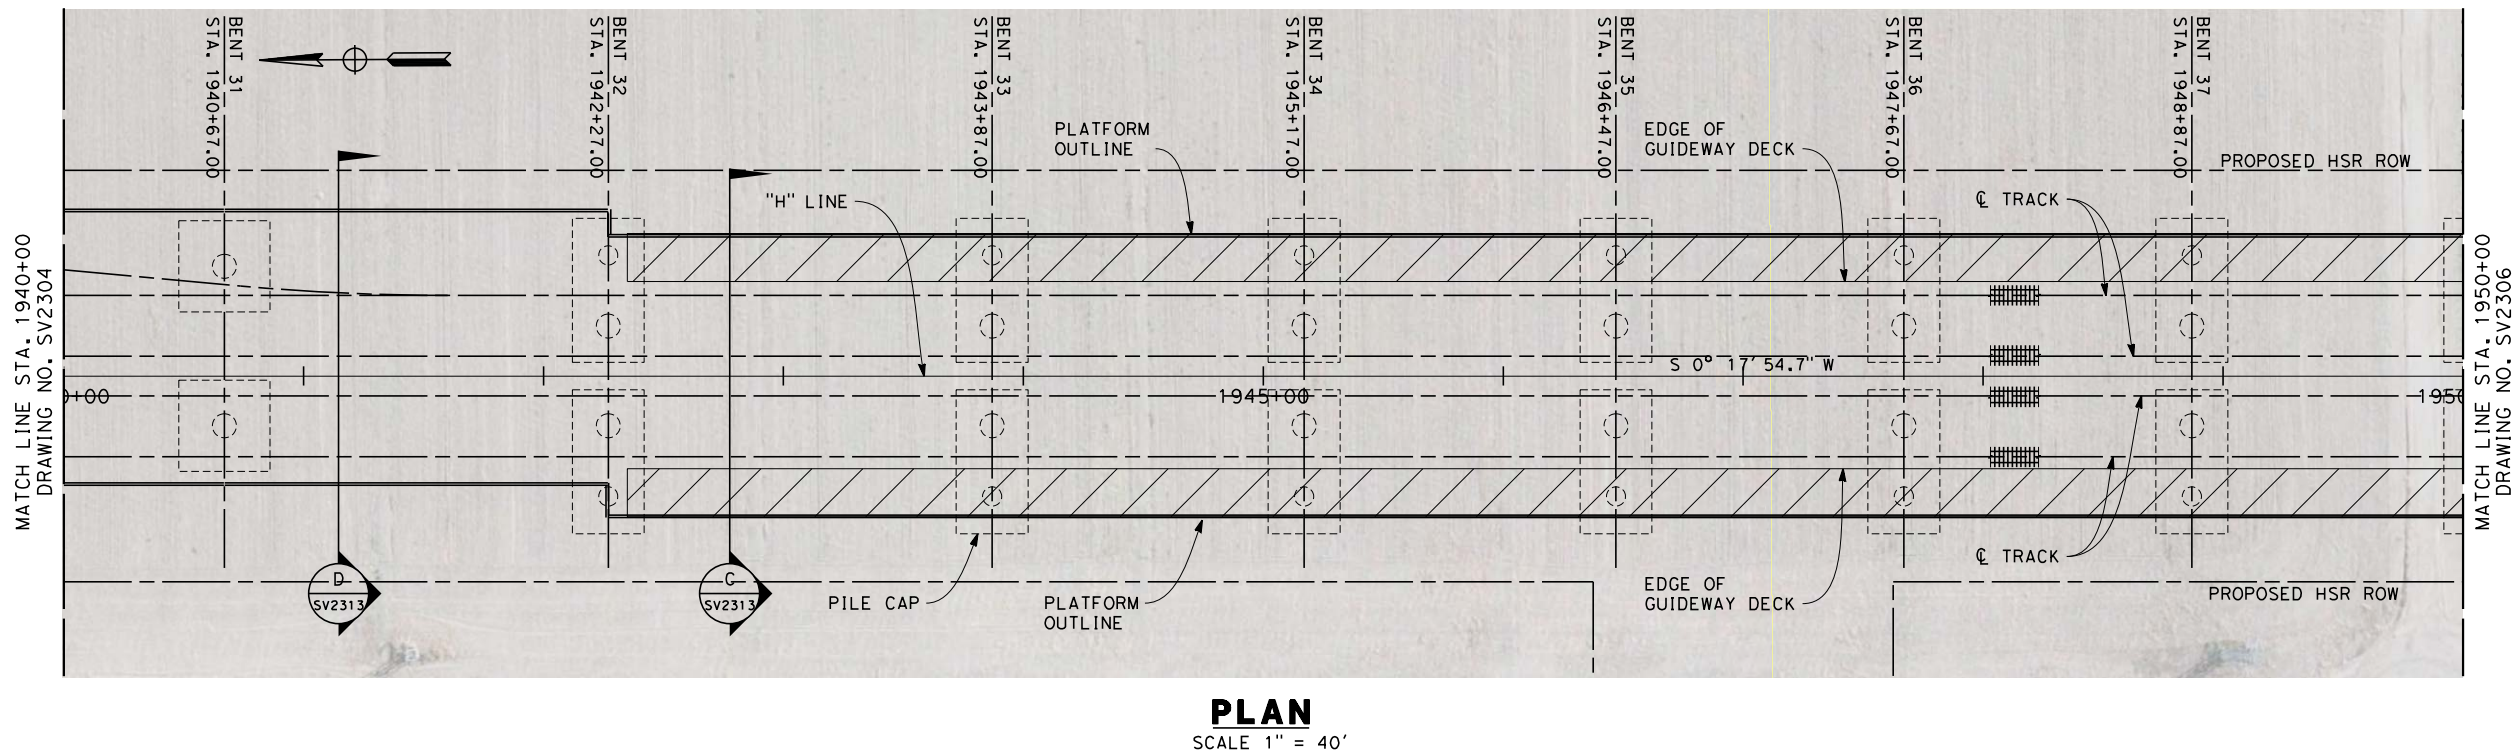 BENT 31
STA. 1940+67.00
BENT 32
STA. 1942+27.00
BENT 33
STA. 1943+87.00
BENT 34
STA. 1945+17.00
BENT 35
STA. 1946+47.00
BENT 36
STA. 1947+67.00
BENT 37
STA. 1948+87.00
PLATFORM
OUTLINE
EDGE OF
GUIDEWAY DECK
PROPOSED HSR ROW
"H" LINE
℄ TRACK
MATCH LINE STA. 1940+00
DRAWING NO. SV2304
MATCH LINE STA. 1950+00
DRAWING NO. SV2306
S 0° 17' 54.7" W
0+00
1945+00
1950
℄ TRACK
D
SV2313
C
SV2313
PILE CAP
PLATFORM
OUTLINE
EDGE OF
GUIDEWAY DECK
PROPOSED HSR ROW
PLAN
SCALE 1" = 40'